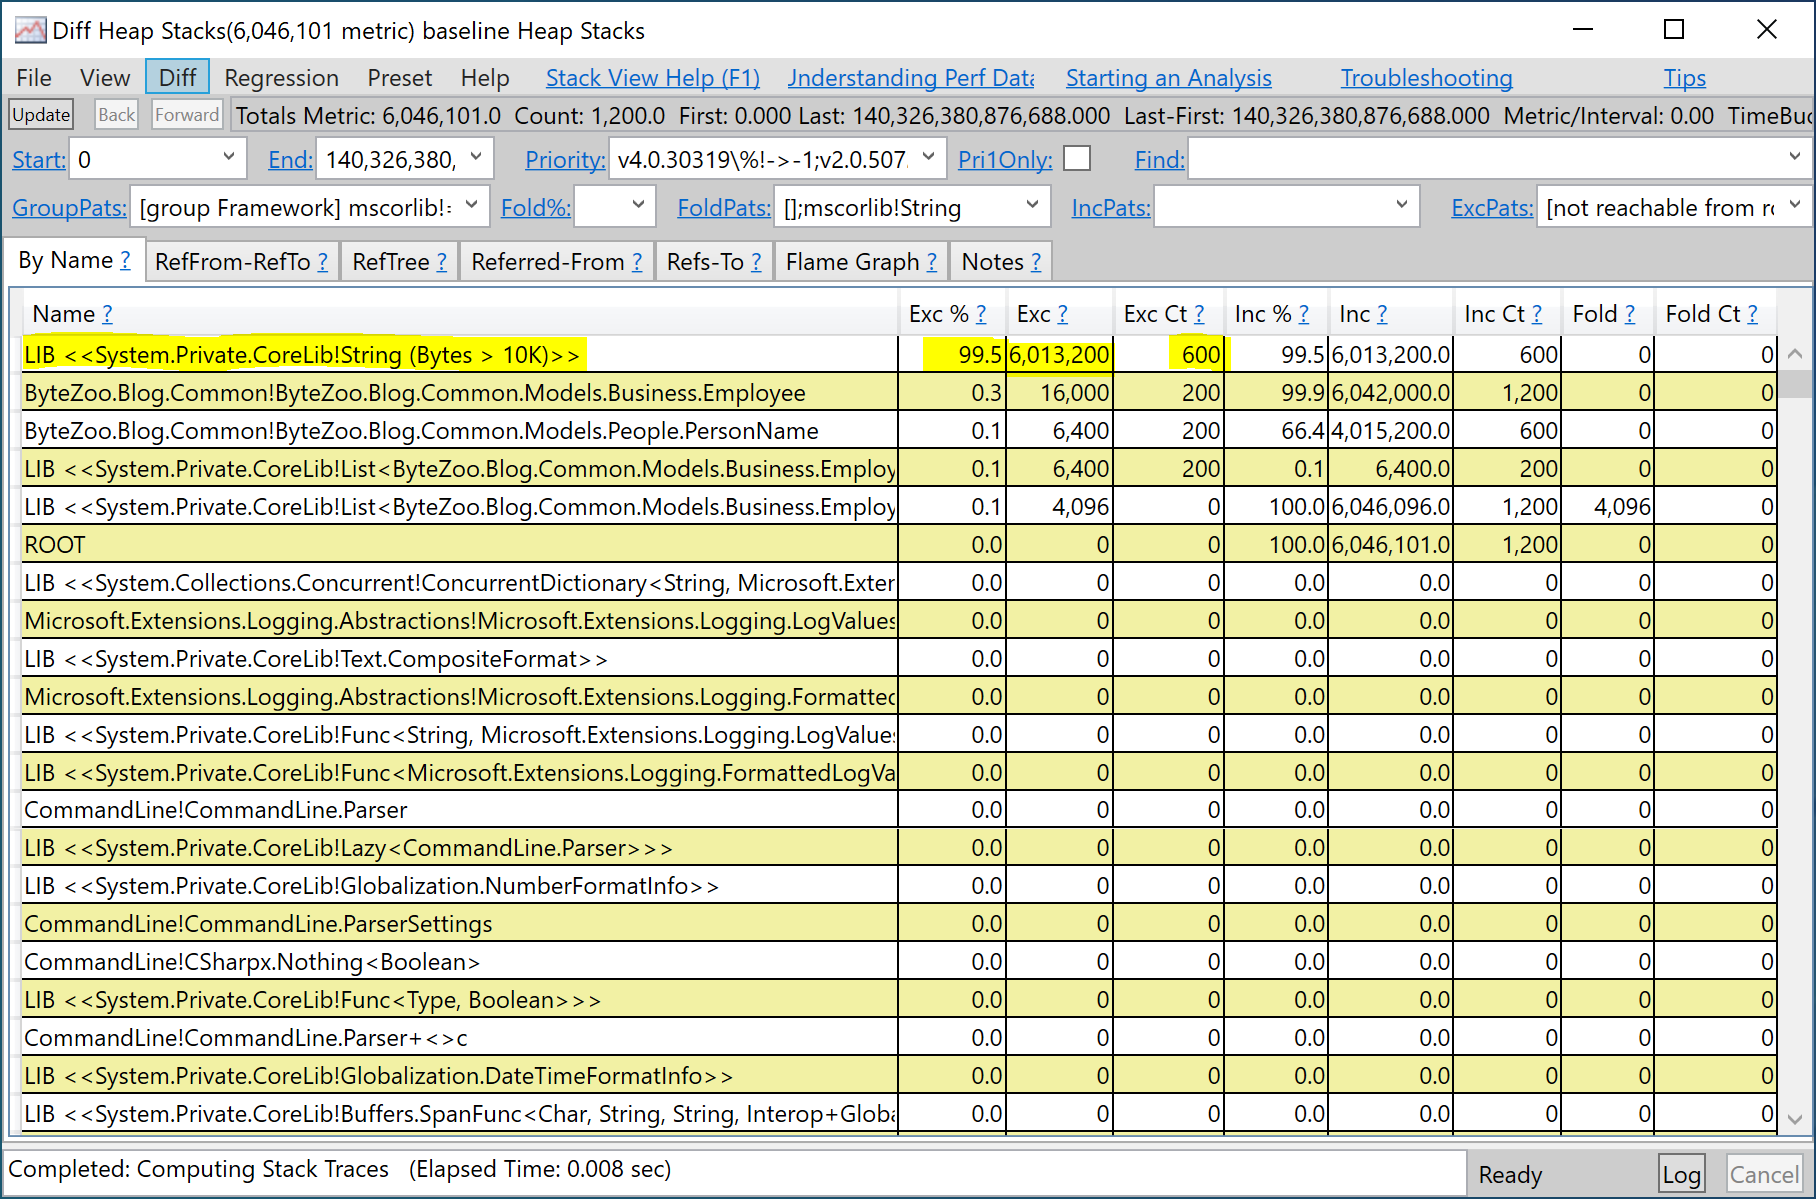 Diff Heap Stacks(6,046,101 metric) baseline Heap Stacks
File View Diff Regression Preset Help Stack View Help (F1) Understanding Perf Data Starting an Analysis Troubleshooting Tips
Update Back Forward Totals Metric: 6,046,101.0 Count: 1,200.0 First: 0.000 Last: 140,326,380,876,688.000 Last-First: 140,326,380,876,688.000 Metric/Interval: 0.00 TimeBuc
Start: 0 End: 140,326,380, Priority: v4.0.30319\%!->-1;v2.0.507. Pri1Only: Find:
GroupPats: [group Framework] mscorlib!: Fold%: FoldPats: [];mscorlib!String IncPats: ExcPats: [not reachable from rc
By Name ? RefFrom-RefTo ? RefTree ? Referred-From ? Refs-To ? Flame Graph ? Notes ?
Name ? Exc % ? Exc ? Exc Ct ? Inc % ? Inc ? Inc Ct ? Fold ? Fold Ct ?
LIB <<System.Private.CoreLib!String (Bytes > 10K)>> 99.5 6,013,200 600 99.5 6,013,200.0 600 0 0
ByteZoo.Blog.Common!ByteZoo.Blog.Common.Models.Business.Employee 0.3 16,000 200 99.9 6,042,000.0 1,200 0 0
ByteZoo.Blog.Common!ByteZoo.Blog.Common.Models.People.PersonName 0.1 6,400 200 66.4 4,015,200.0 600 0 0
LIB <<System.Private.CoreLib!List<ByteZoo.Blog.Common.Models.Business.Employ 0.1 6,400 200 0.1 6,400.0 200 0 0
LIB <<System.Private.CoreLib!List<ByteZoo.Blog.Common.Models.Business.Employ 0.1 4,096 0 100.0 6,046,096.0 1,200 4,096 0
ROOT 0.0 0 0 100.0 6,046,101.0 1,200 0 0
LIB <<System.Collections.Concurrent!ConcurrentDictionary<String, Microsoft.Exter 0.0 0 0 0.0 0 0 0 0
Microsoft.Extensions.Logging.Abstractions!Microsoft.Extensions.Logging.LogValues 0.0 0 0 0.0 0 0 0 0
LIB <<System.Private.CoreLib!Text.CompositeFormat>> 0.0 0 0 0.0 0 0 0 0
Microsoft.Extensions.Logging.Abstractions!Microsoft.Extensions.Logging.Formatted 0.0 0 0 0.0 0 0 0 0
LIB <<System.Private.CoreLib!Func<String, Microsoft.Extensions.Logging.LogValues 0.0 0 0 0.0 0 0 0 0
LIB <<System.Private.CoreLib!Func<Microsoft.Extensions.Logging.FormattedLogVa 0.0 0 0 0.0 0 0 0 0
CommandLine!CommandLine.Parser 0.0 0 0 0.0 0 0 0 0
LIB <<System.Private.CoreLib!Lazy<CommandLine.Parser>>> 0.0 0 0 0.0 0 0 0 0
LIB <<System.Private.CoreLib!Globalization.NumberFormatInfo>> 0.0 0 0 0.0 0 0 0 0
CommandLine!CommandLine.ParserSettings 0.0 0 0 0.0 0 0 0 0
CommandLine!CSharpx.Nothing<Boolean> 0.0 0 0 0.0 0 0 0 0
LIB <<System.Private.CoreLib!Func<Type, Boolean>>> 0.0 0 0 0.0 0 0 0 0
CommandLine!CommandLine.Parser+<>c 0.0 0 0 0.0 0 0 0 0
LIB <<System.Private.CoreLib!Globalization.DateTimeFormatInfo>> 0.0 0 0 0.0 0 0 0 0
LIB <<System.Private.CoreLib!Buffers.SpanFunc<Char, String, String, Interop+Globa 0.0 0 0 0.0 0 0 0 0
Completed: Computing Stack Traces (Elapsed Time: 0.008 sec) Ready Log Cancel